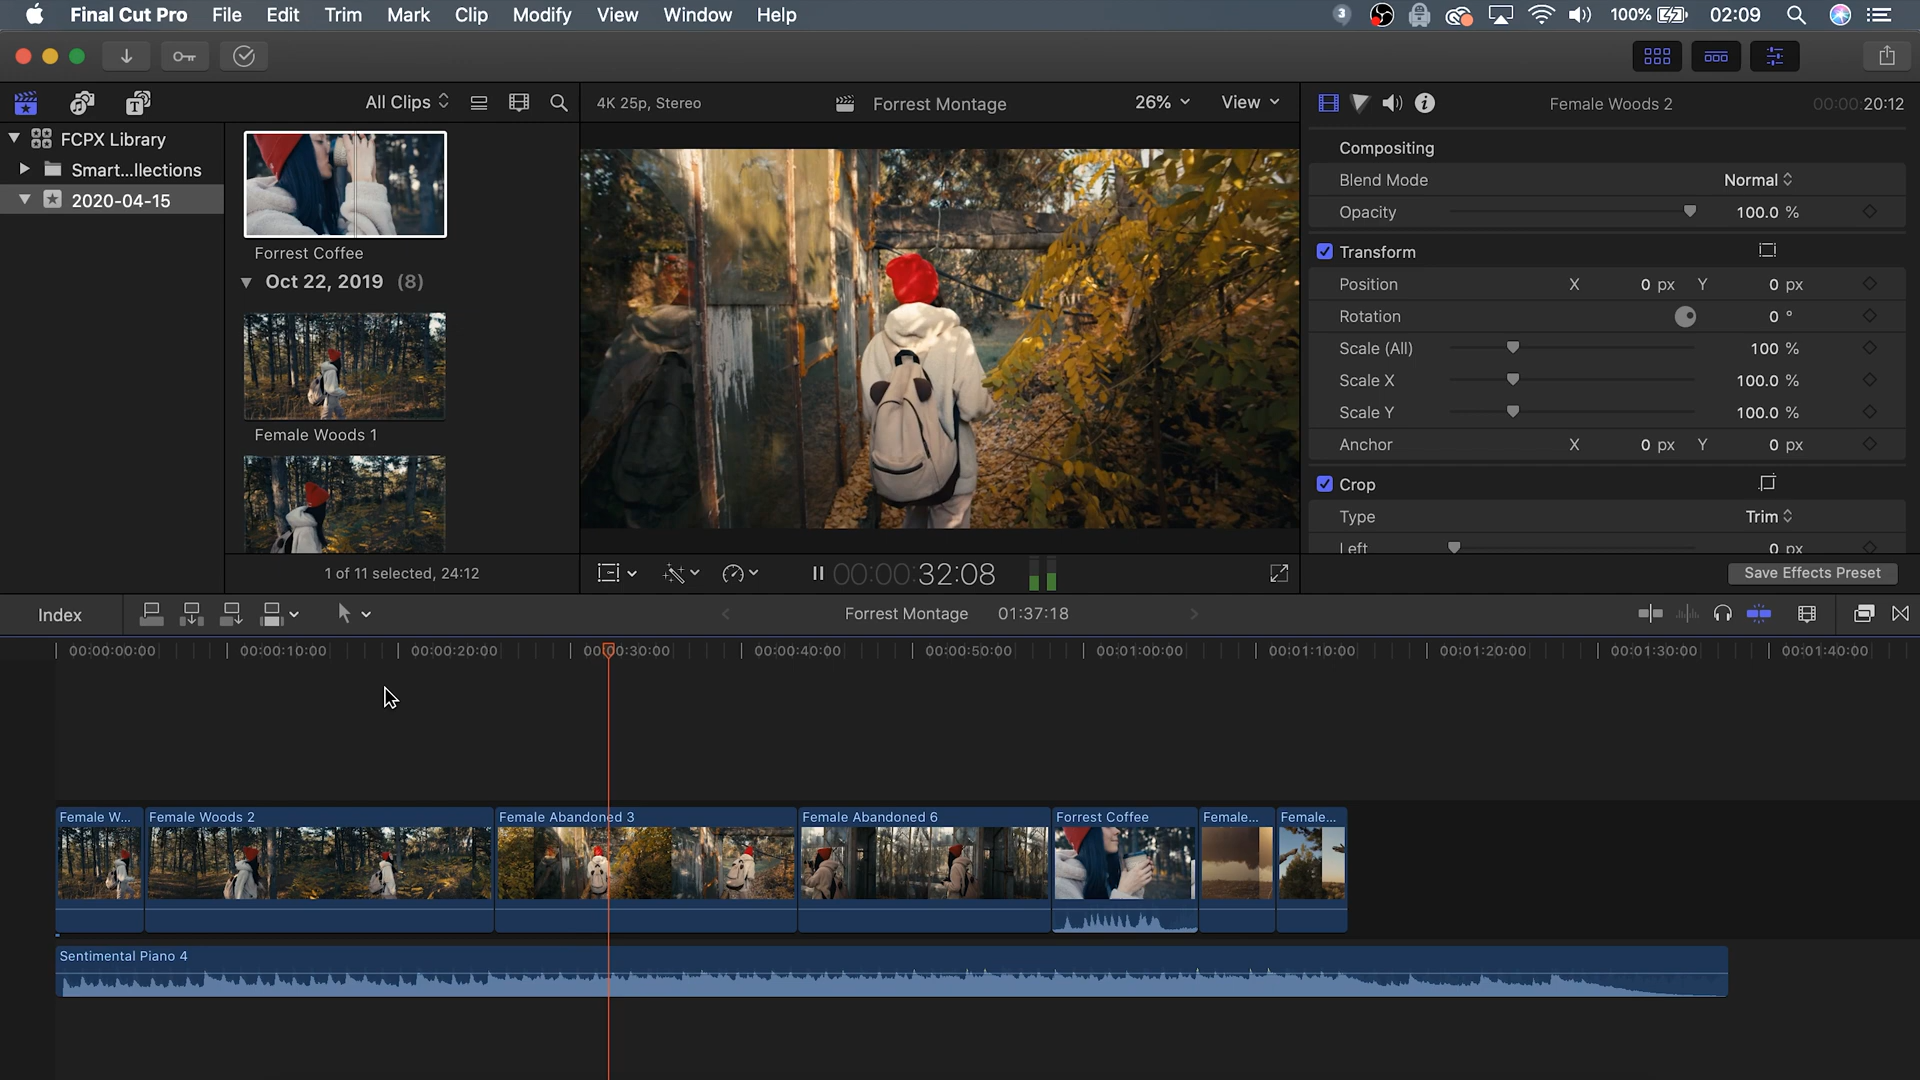 Final Cut Pro File Edit Trim Mark Clip Modify View Window Help 3 100% 02:09
All Clips 4K 25p, Stereo Forrest Montage 26% View Female Woods 2 00:00:20:12
FCPX Library
Smart...llections
2020-04-15
Forrest Coffee
Oct 22, 2019 (8)
Female Woods 1
1 of 11 selected, 24:12
00:00:32:08
Compositing
Blend Mode Normal
Opacity 100.0 %
Transform
Position X 0 px Y 0 px
Rotation 0 °
Scale (All) 100 %
Scale X 100.0 %
Scale Y 100.0 %
Anchor X 0 px Y 0 px
Crop
Type Trim
Left 0 px
Save Effects Preset
Index Forrest Montage 01:37:18
00:00:00:00 00:00:10:00 00:00:20:00 00:00:30:00 00:00:40:00 00:00:50:00 00:01:00:00 00:01:10:00 00:01:20:00 00:01:30:00 00:01:40:00
Female W... Female Woods 2 Female Abandoned 3 Female Abandoned 6 Forrest Coffee Female... Female...
Sentimental Piano 4